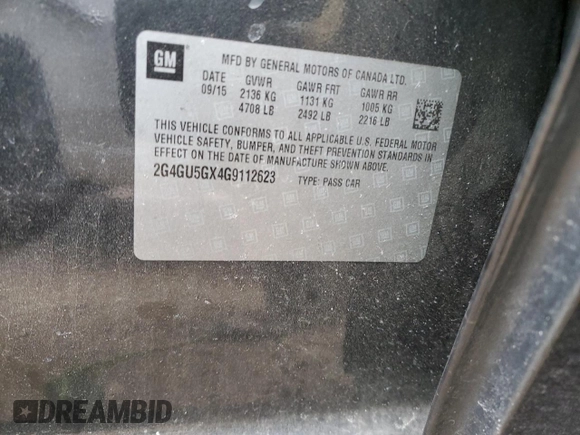 GM
MFD BY GENERAL MOTORS OF CANADA LTD.
DATE GVWR GAWR FRT GAWR RR
09/15 2136 KG 1131 KG 1005 KG
4708 LB 2492 LB 2216 LB
THIS VEHICLE CONFORMS TO ALL APPLICABLE U.S. FEDERAL MOTOR
VEHICLE SAFETY, BUMPER, AND THEFT PREVENTION STANDARDS IN
EFFECT ON THE DATE OF MANUFACTURE SHOWN ABOVE.
2G4GU5GX4G9112623 TYPE: PASS CAR
DREAMBID